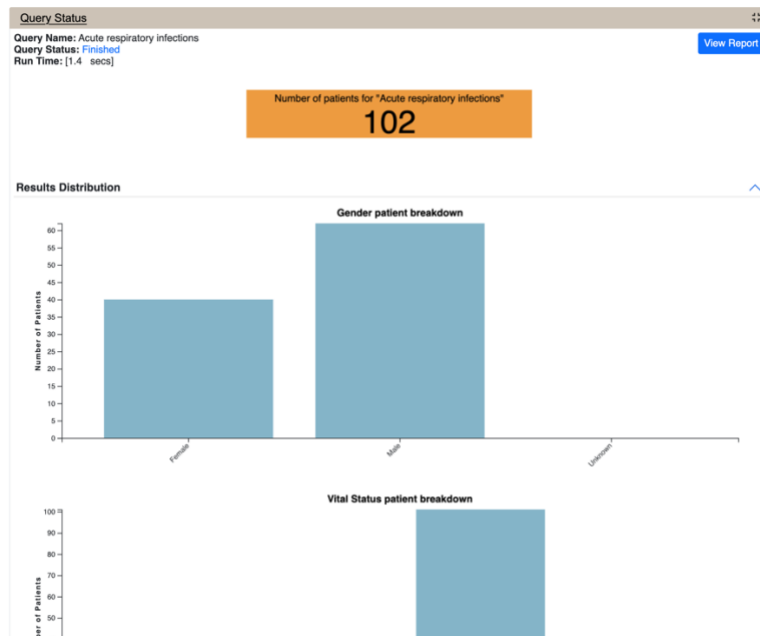 Query Status
Query Name: Acute respiratory infections
View Report
Query Status: Finished
Run Time: [1.4 secs]
Number of patients for "Acute respiratory infections"
102
Results Distribution
Gender patient breakdown
60
55
50
45
40
35
30
25
20
15
10
5
0
Number of Patients
Female
Male
Unknown
Vital Status patient breakdown
100
90
80
70
60
50
of Patients